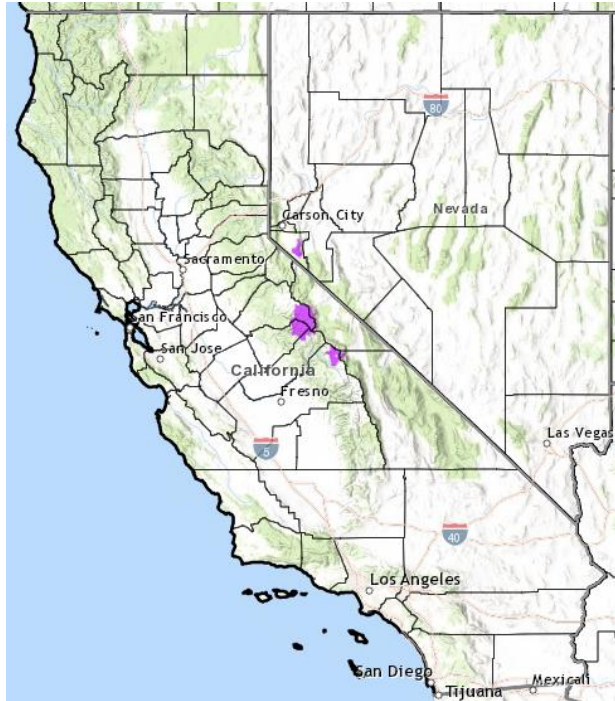 80
Nevada
Carson City
Sacramento
San Francisco
San Jose
California
Fresno
Las Vegas
5
40
Los Angeles
San Diego
Mexicali
Tijuana